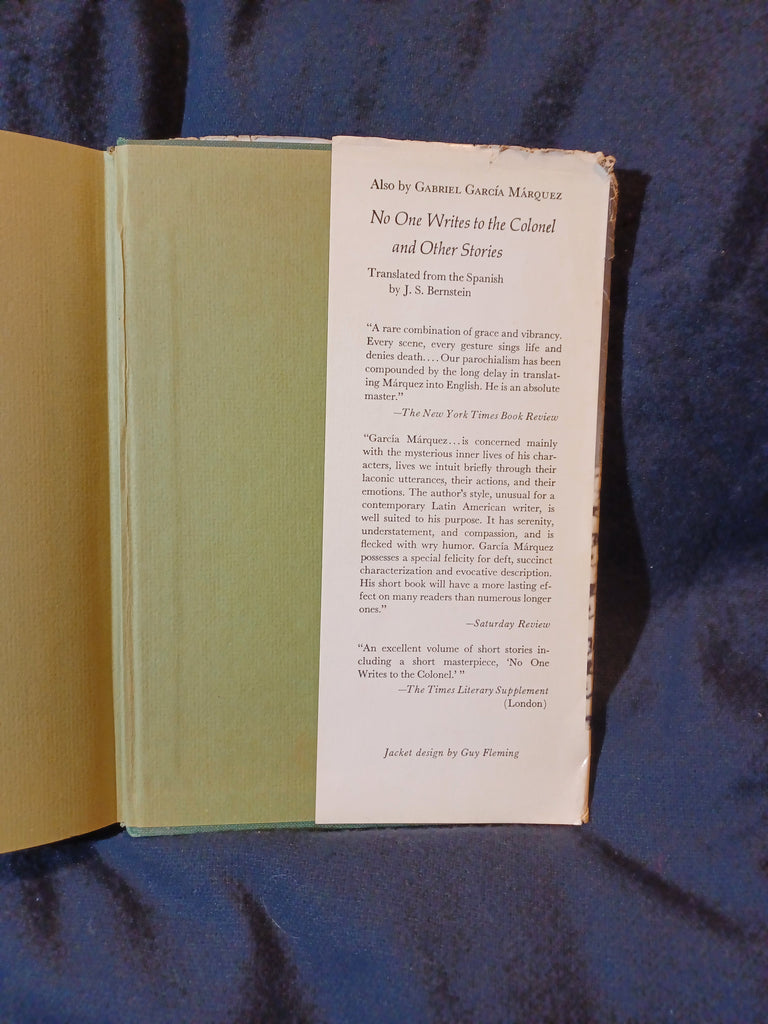 Also by GABRIEL GARCÍA MÁRQUEZ
No One Writes to the Colonel
and Other Stories
Translated from the Spanish
by J. S. Bernstein
“A rare combination of grace and vibrancy.
Every scene, every gesture sings life and
denies death.... Our parochialism has been
compounded by the long delay in translat-
ing Márquez into English. He is an absolute
master.”
—The New York Times Book Review
“García Márquez...is concerned mainly
with the mysterious inner lives of his char-
acters, lives we intuit briefly through their
laconic utterances, their actions, and their
emotions. The author's style, unusual for a
contemporary Latin American writer, is
well suited to his purpose. It has serenity,
understatement, and compassion, and is
flecked with wry humor. García Márquez
possesses a special felicity for deft, succinct
characterization and evocative description.
His short book will have a more lasting ef-
fect on many readers than numerous longer
ones.”
—Saturday Review
“An excellent volume of short stories in-
cluding a short masterpiece, ‘No One
Writes to the Colonel.’ ”
—The Times Literary Supplement
(London)
Jacket design by Guy Fleming